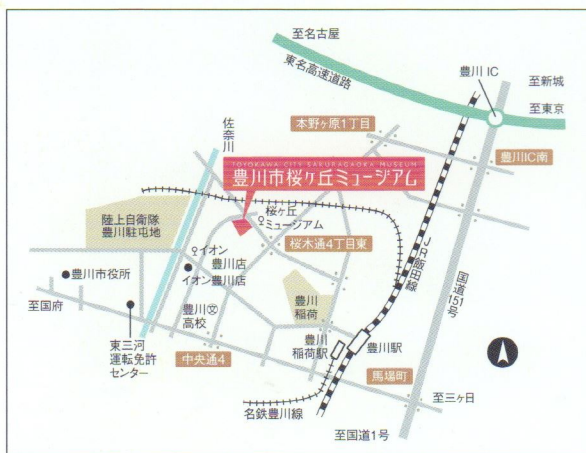 至名古屋
東名高速道路
豊川 IC
至新城
至東京
佐奈川
本野ヶ原1丁目
豊川IC南
TOYOKAWA CITY SAKURAGAOKA MUSEUM
豊川市桜ヶ丘ミュージアム
陸上自衛隊
豊川駐屯地
桜ヶ丘
ミュージアム
桜木通4丁目東
JR飯田線
国道151号
イオン
豊川店
イオン豊川店
豊川市役所
至国府
豊川
高校
文
豊川
稲荷
東三河
運転免許
センター
中央通4
豊川
稲荷駅
豊川駅
馬場町
名鉄豊川線
至三ヶ日
至国道1号